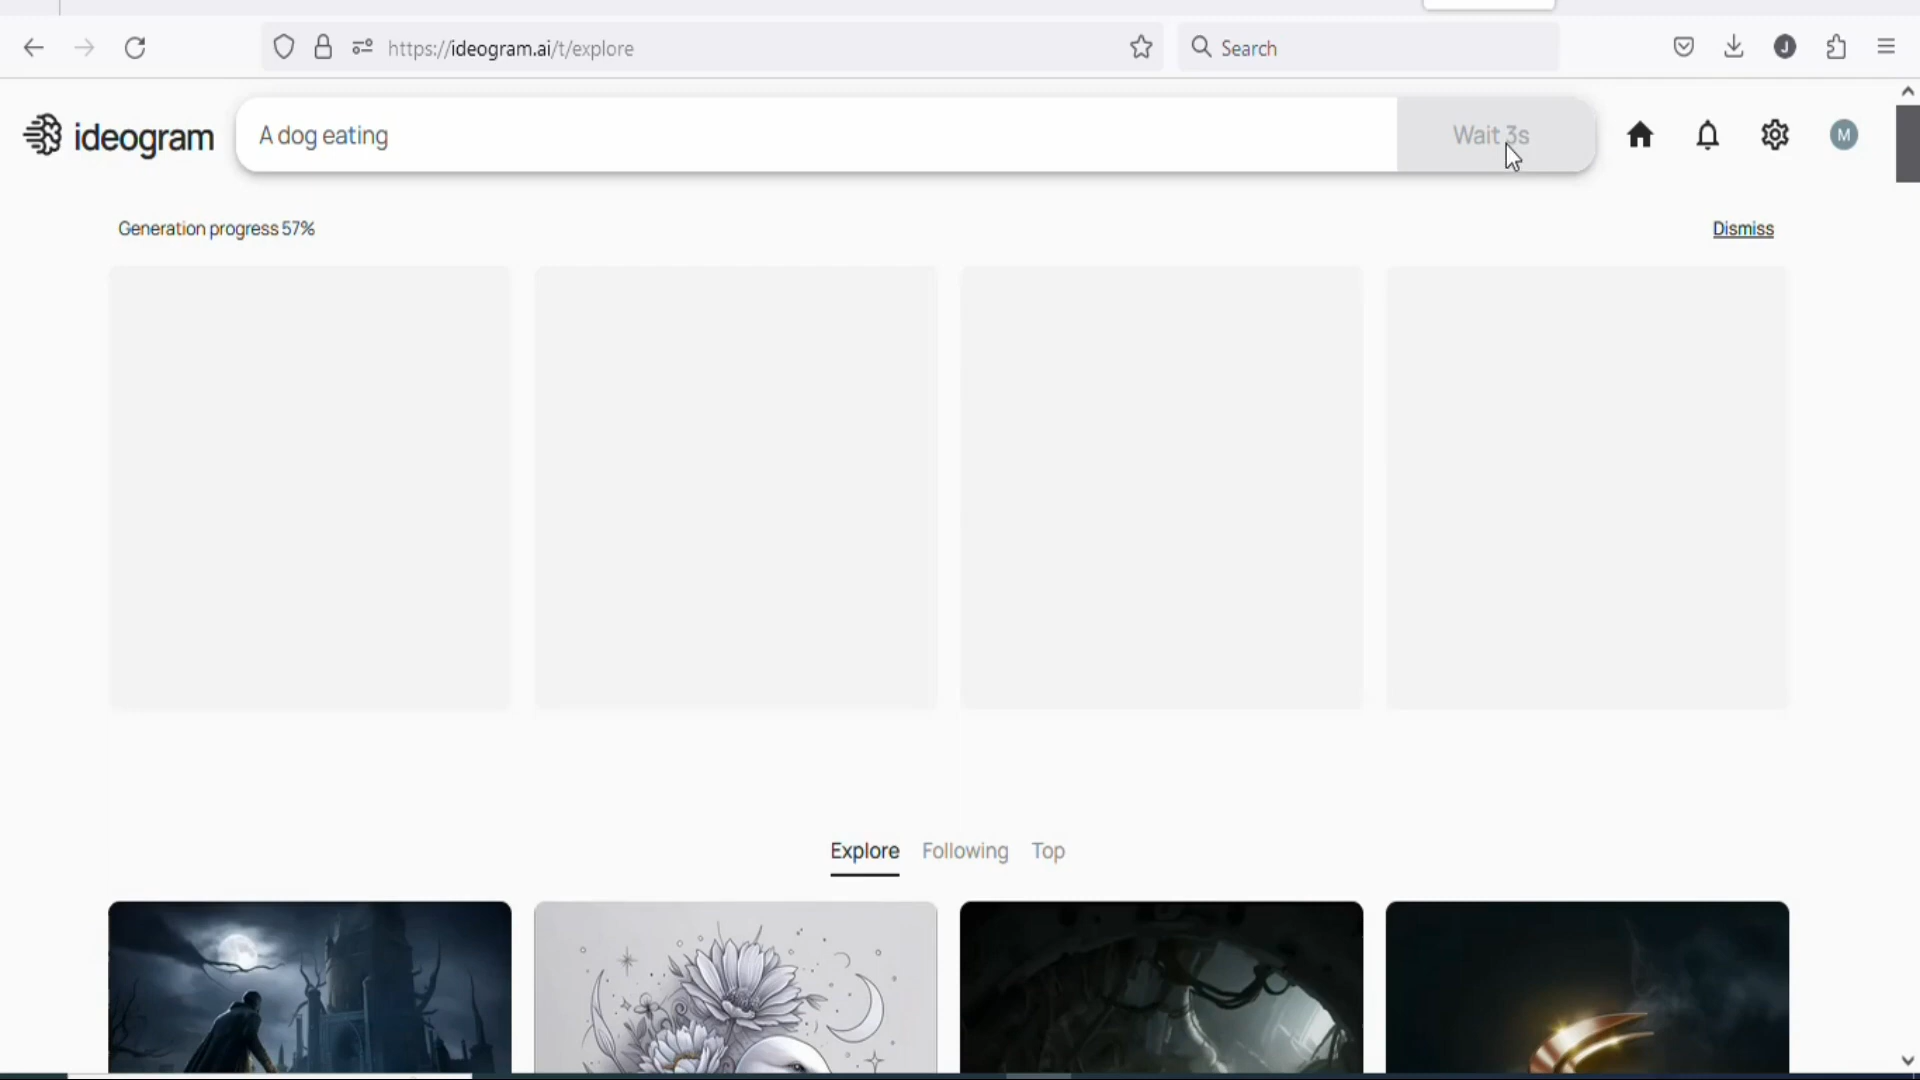 https://ideogram.ai/t/explore
Search
J
ideogram
A dog eating
Wait 3s
M
Generation progress 57%
Dismiss
Explore
Following
Top